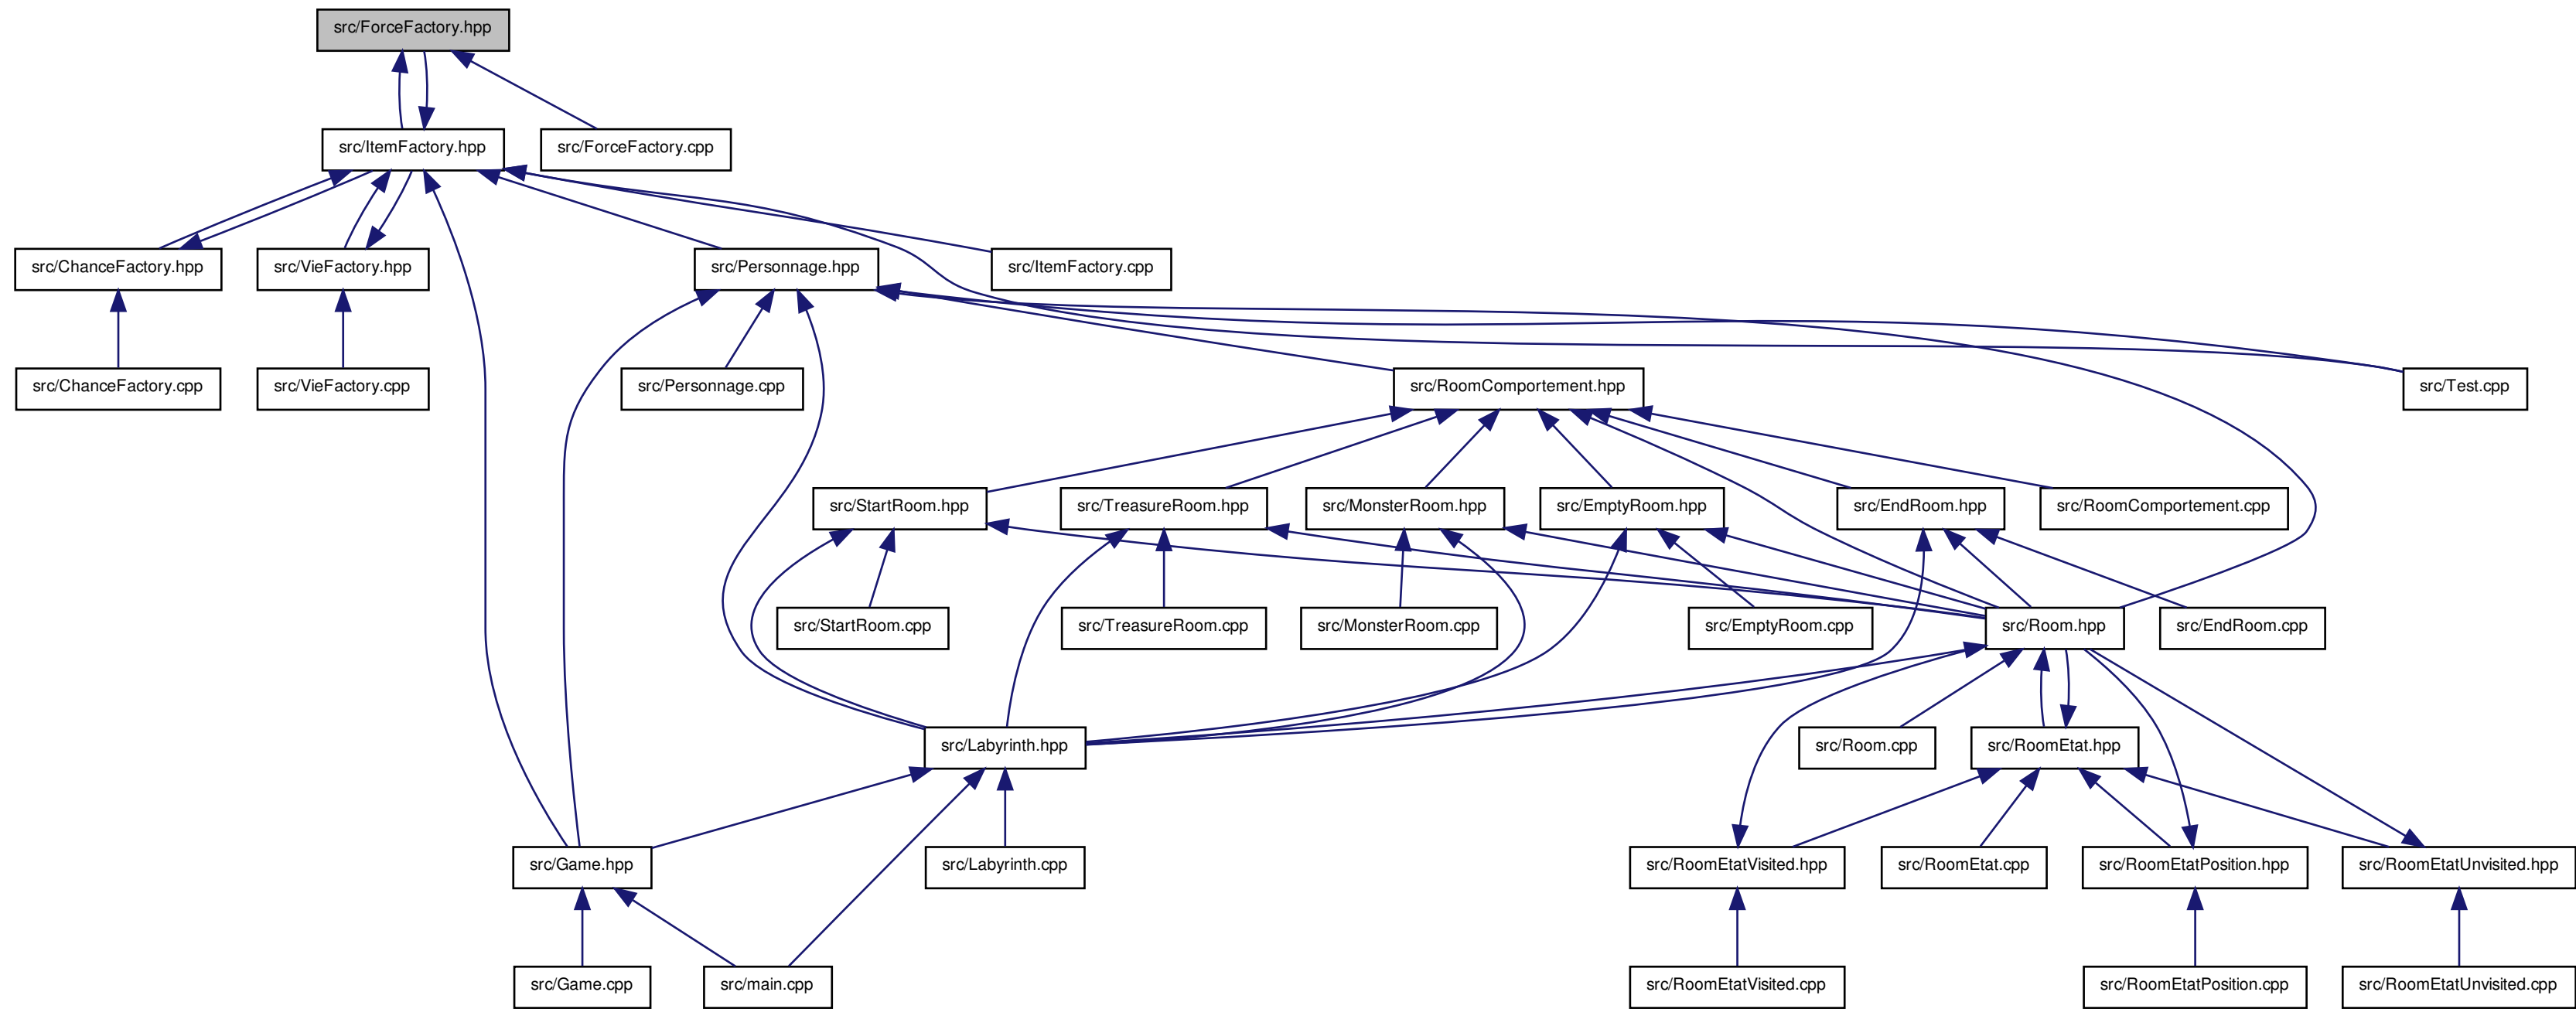 src/ForceFactory.hpp
src/ItemFactory.hpp
src/ForceFactory.cpp
src/ChanceFactory.hpp
src/VieFactory.hpp
src/Personnage.hpp
src/ItemFactory.cpp
src/ChanceFactory.cpp
src/VieFactory.cpp
src/Personnage.cpp
src/RoomComportement.hpp
src/Test.cpp
src/StartRoom.hpp
src/TreasureRoom.hpp
src/MonsterRoom.hpp
src/EmptyRoom.hpp
src/EndRoom.hpp
src/RoomComportement.cpp
src/StartRoom.cpp
src/TreasureRoom.cpp
src/MonsterRoom.cpp
src/EmptyRoom.cpp
src/Room.hpp
src/EndRoom.cpp
src/Labyrinth.hpp
src/Room.cpp
src/RoomEtat.hpp
src/Game.hpp
src/Labyrinth.cpp
src/RoomEtatVisited.hpp
src/RoomEtat.cpp
src/RoomEtatPosition.hpp
src/RoomEtatUnvisited.hpp
src/Game.cpp
src/main.cpp
src/RoomEtatVisited.cpp
src/RoomEtatPosition.cpp
src/RoomEtatUnvisited.cpp